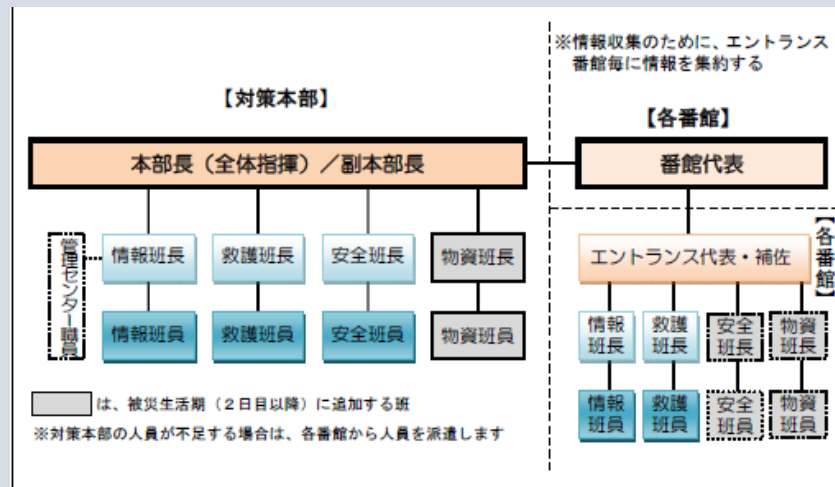 ※情報収集のために、エントランス
番館毎に情報を集約する
【対策本部】
【各番館】
本部長（全体指揮）／副本部長
番館代表
管理センター職員
情報班長
救護班長
安全班長
物資班長
情報班員
救護班員
安全班員
物資班員
エントランス代表・補佐
【各番館】
情報
班長
救護
班長
安全
班長
物資
班長
情報
班員
救護
班員
安全
班員
物資
班員
は、被災生活期（２日目以降）に追加する班
※対策本部の人員が不足する場合は、各番館から人員を派遣します